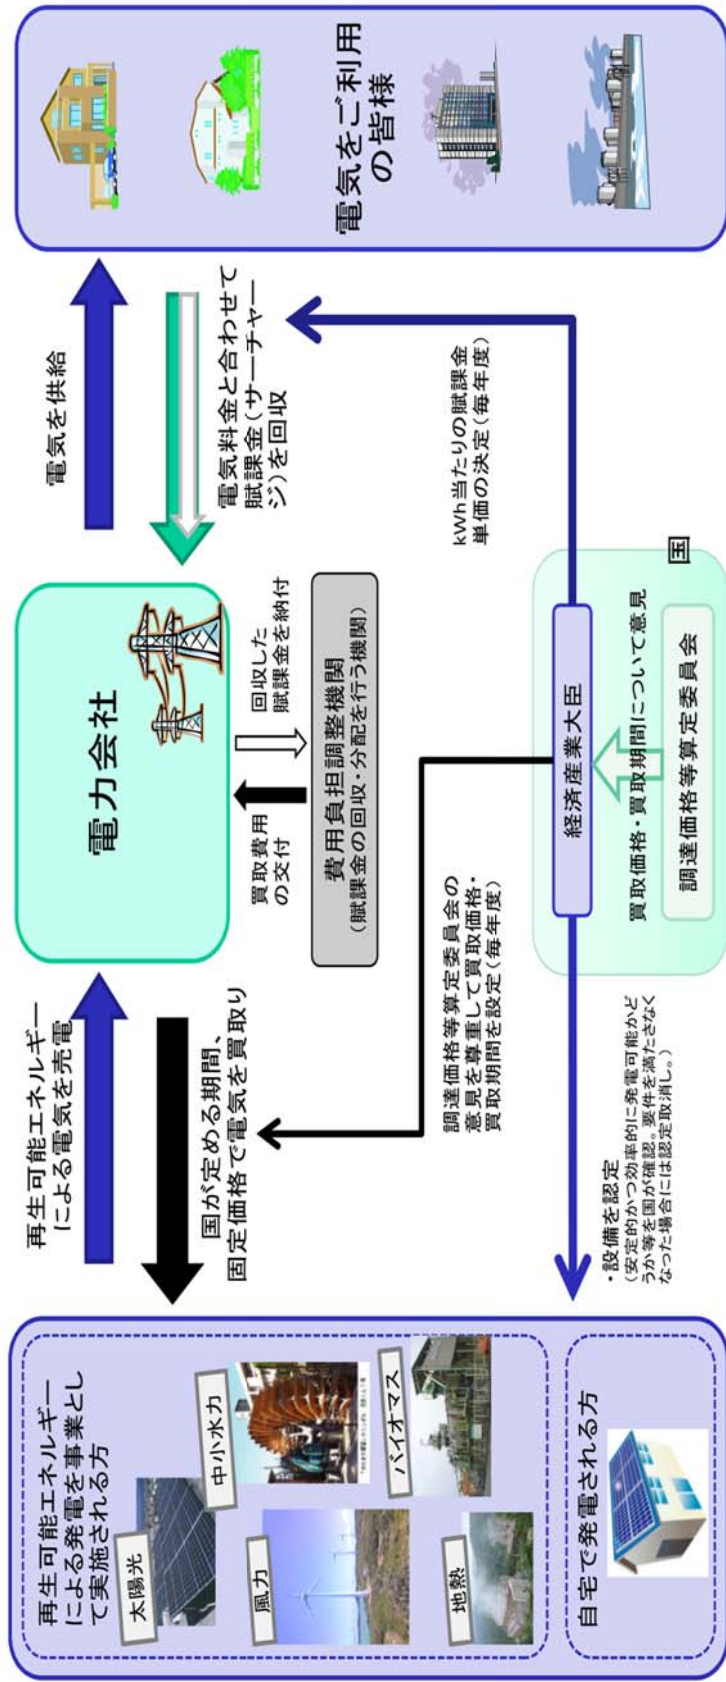 再生可能エネルギー
による発電を事業とし
て実施される方
太陽光
中小水力
風力
バイオマス
地熱
自宅で発電される方
再生可能エネルギー
による電気を売電
国が定める期間、
固定価格で電気を買取り
調達価格等算定委員会の
意見を尊重して買取価格・
買取期間を設定(毎年度)
・設備を認定
(安定的かつ効率的に発電可能かど
うか等を国が確認。要件を満たさなく
なった場合には認定取消し。)
電力会社
買取費用
の交付
回収した
賦課金を納付
費用負担調整機関
(賦課金の回収・分配を行う機関)
経済産業大臣
買取価格・買取期間について意見
調達価格等算定委員会
国
電気を供給
電気料金と合わせて
賦課金(サーチャー
ジ)を回収
kWh当たりの賦課金
単価の決定(毎年度)
電気をご利用
の皆様